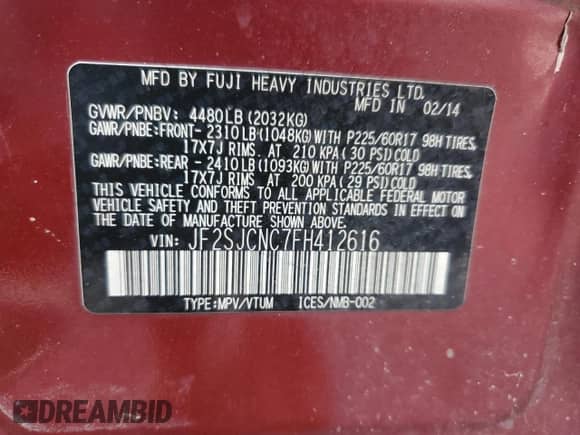 MFD BY FUJI HEAVY INDUSTRIES LTD.
MFD IN 02/14
GVWR/PNBV: 4480LB(2032KG)
GAWR/PNBE:FRONT- 2310LB(1048KG)WITH P225/60R17 98H TIRES,
17X7J RIMS AT 210 KPA( 30 PSI)COLD
GAWR/PNBE:REAR - 2410LB(1093KG)WITH P225/60R17 98H TIRES,
17X7J RIMS AT 200 KPA( 29 PSI)COLD
THIS VEHICLE CONFORMS TO ALL APPLICABLE FEDERAL MOTOR
VEHICLE SAFETY AND THEFT PREVENTION STANDARDS IN EFFECT ON
THE DATE OF MANUFACTURE SHOWN ABOVE.
VIN: JF2SJCNC7FH412616
TYPE:MPV/VTUM ICES/NMB-002
DREAMBID